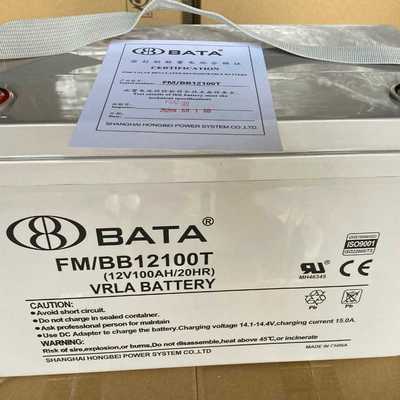 BATA
CERTIFICATION
FM/BB12100T
SHANGHAI HONGBEI POWER SYSTEM CO.,LTD
BATA®
FM/BB12100T
(12V100AH/20HR)
VRLA BATTERY
MH46345
ISO9001
CAUTION:
● Avoid short circuit.
● Do not charge in sealed container.
● Ask professional person for maintain
● Use DC Adapter to charge the battery.Charging voltage 14.1-14.4V, charging current 15.0A.
WARNING:
Risk of sire,explosion,or burns.Do not disassemble,heat above 45℃,or incinerate
SHANGHAI HONGBEI POWER SYSTEM CO.,LTD
MADE IN CHINA